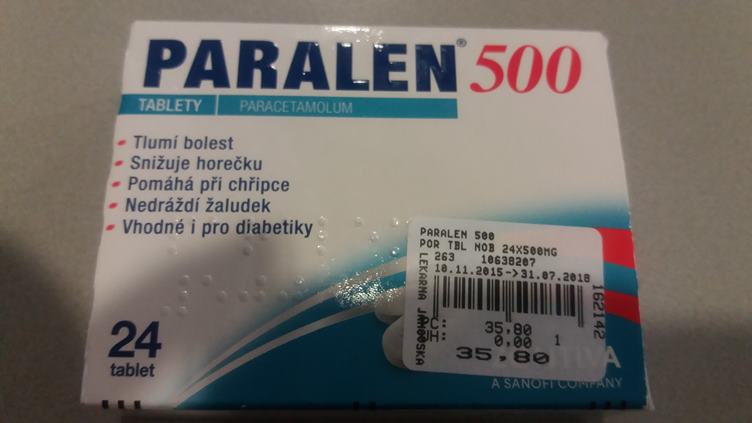 PARALEN® 500
TABLETY PARACETAMOLUM
• Tlumí bolest
• Snižuje horečku
• Pomáhá při chřipce
• Nedráždí žaludek
• Vhodné i pro diabetiky
24
tablet
PARALEN 500
POR TBL NOB 24X500MG
263 10638207
10.11.2015->31.07.2018
35,80
0,00 1
35,80
LEKARNA
162142
A SANOFI COMPANY